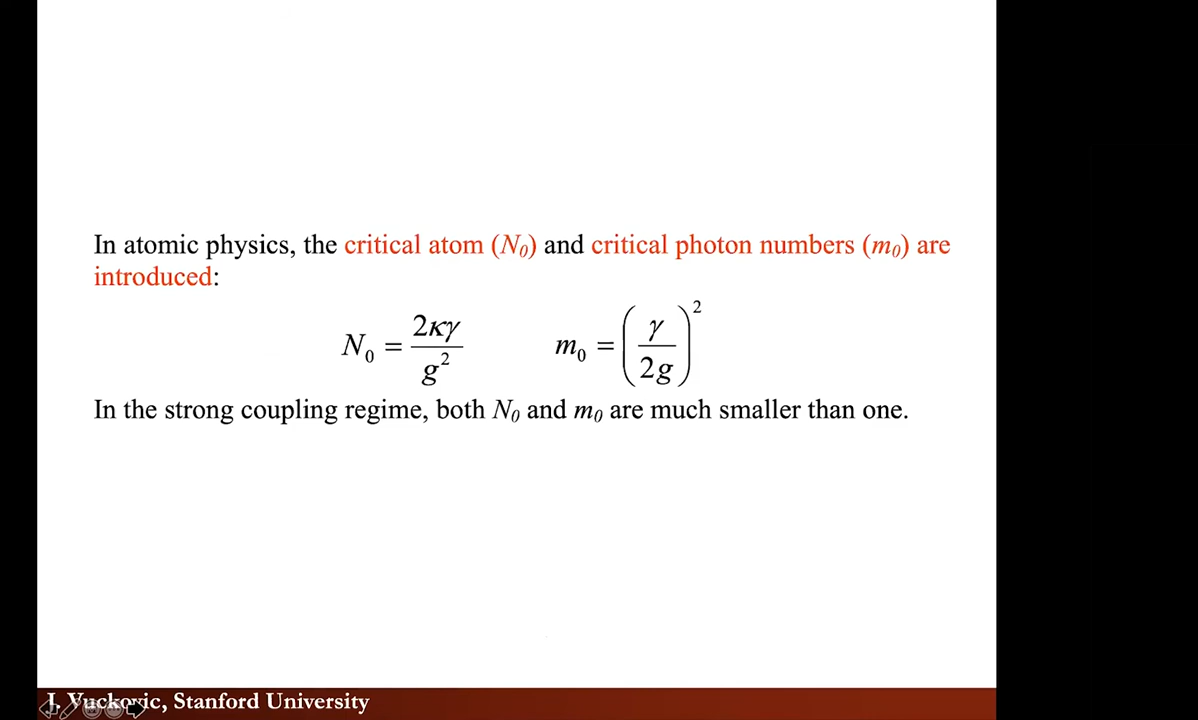 In atomic physics, the critical atom (N₀) and critical photon numbers (m₀) are
introduced:
N₀ = 2κγ / g²    m₀ = (γ / 2g)²
In the strong coupling regime, both N₀ and m₀ are much smaller than one.
J. Vuckovic, Stanford University